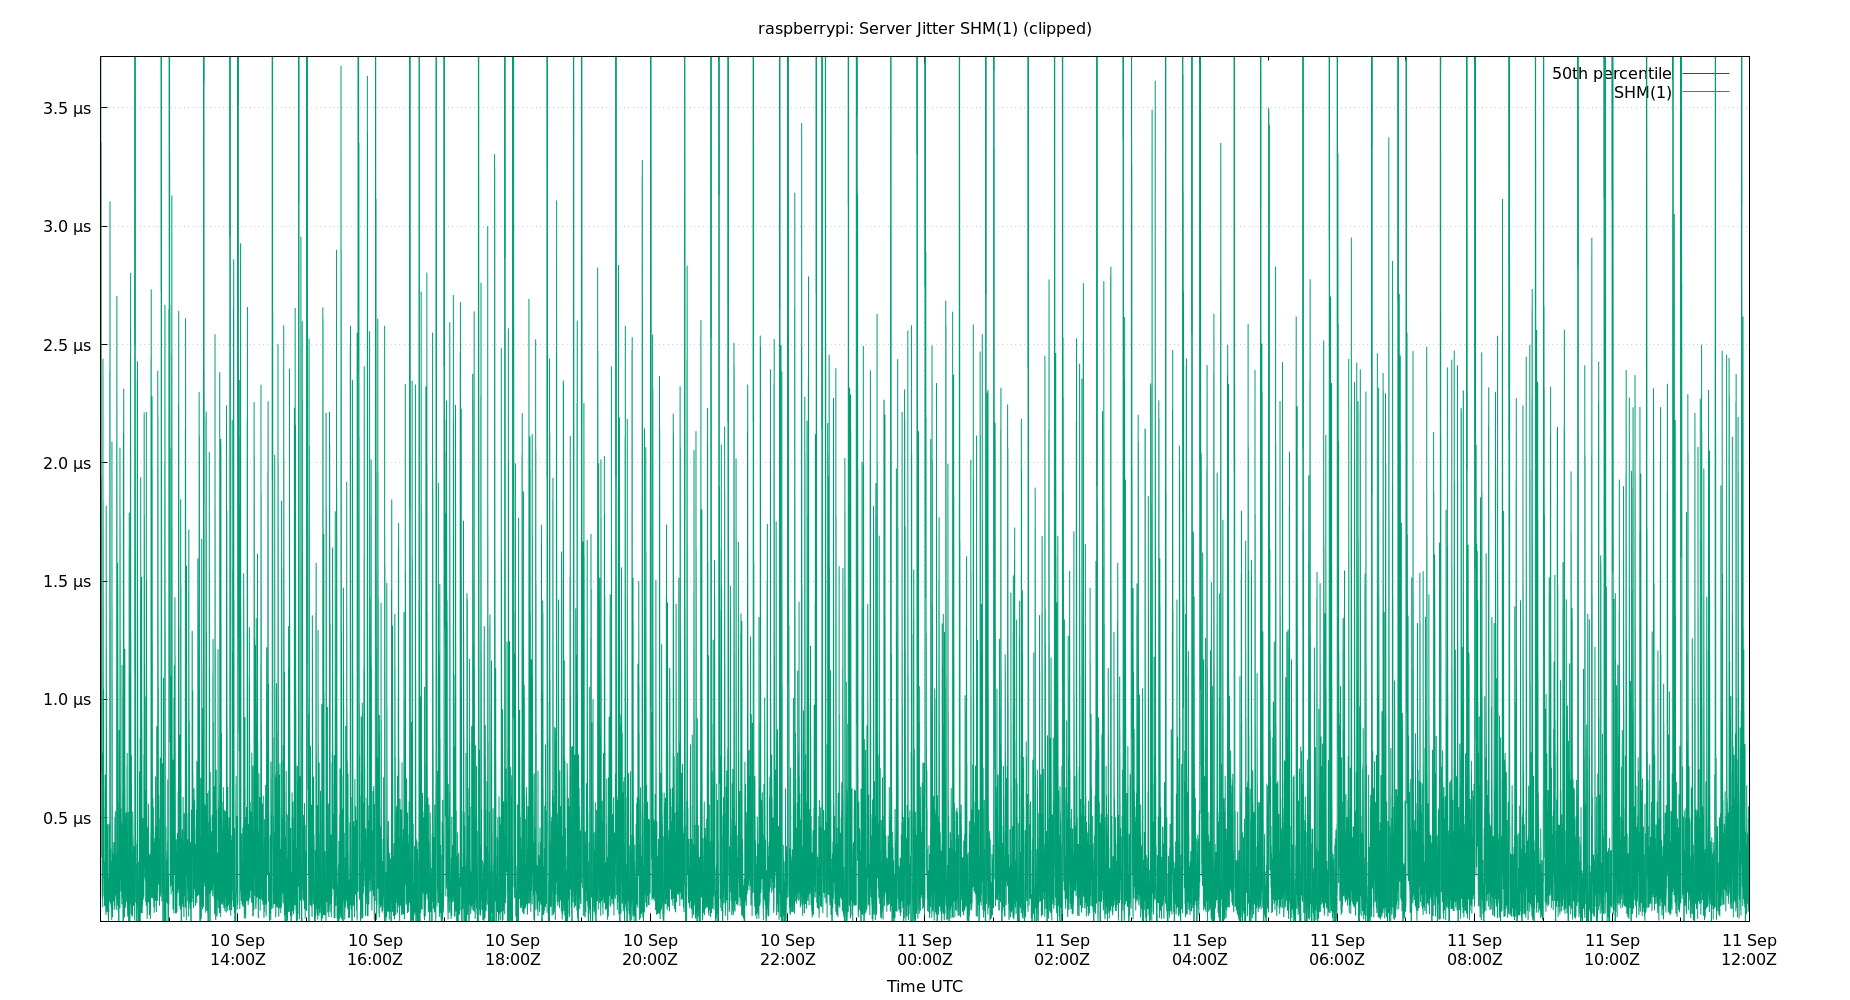 raspberrypi: Server Jitter SHM(1) (clipped)
50th percentile
SHM(1)
3.5 µs
3.0 µs
2.5 µs
2.0 µs
1.5 µs
1.0 µs
0.5 µs
10 Sep 10 Sep 10 Sep 10 Sep 10 Sep 11 Sep 11 Sep 11 Sep 11 Sep 11 Sep 11 Sep 11 Sep
14:00Z 16:00Z 18:00Z 20:00Z 22:00Z 00:00Z 02:00Z 04:00Z 06:00Z 08:00Z 10:00Z 12:00Z
Time UTC